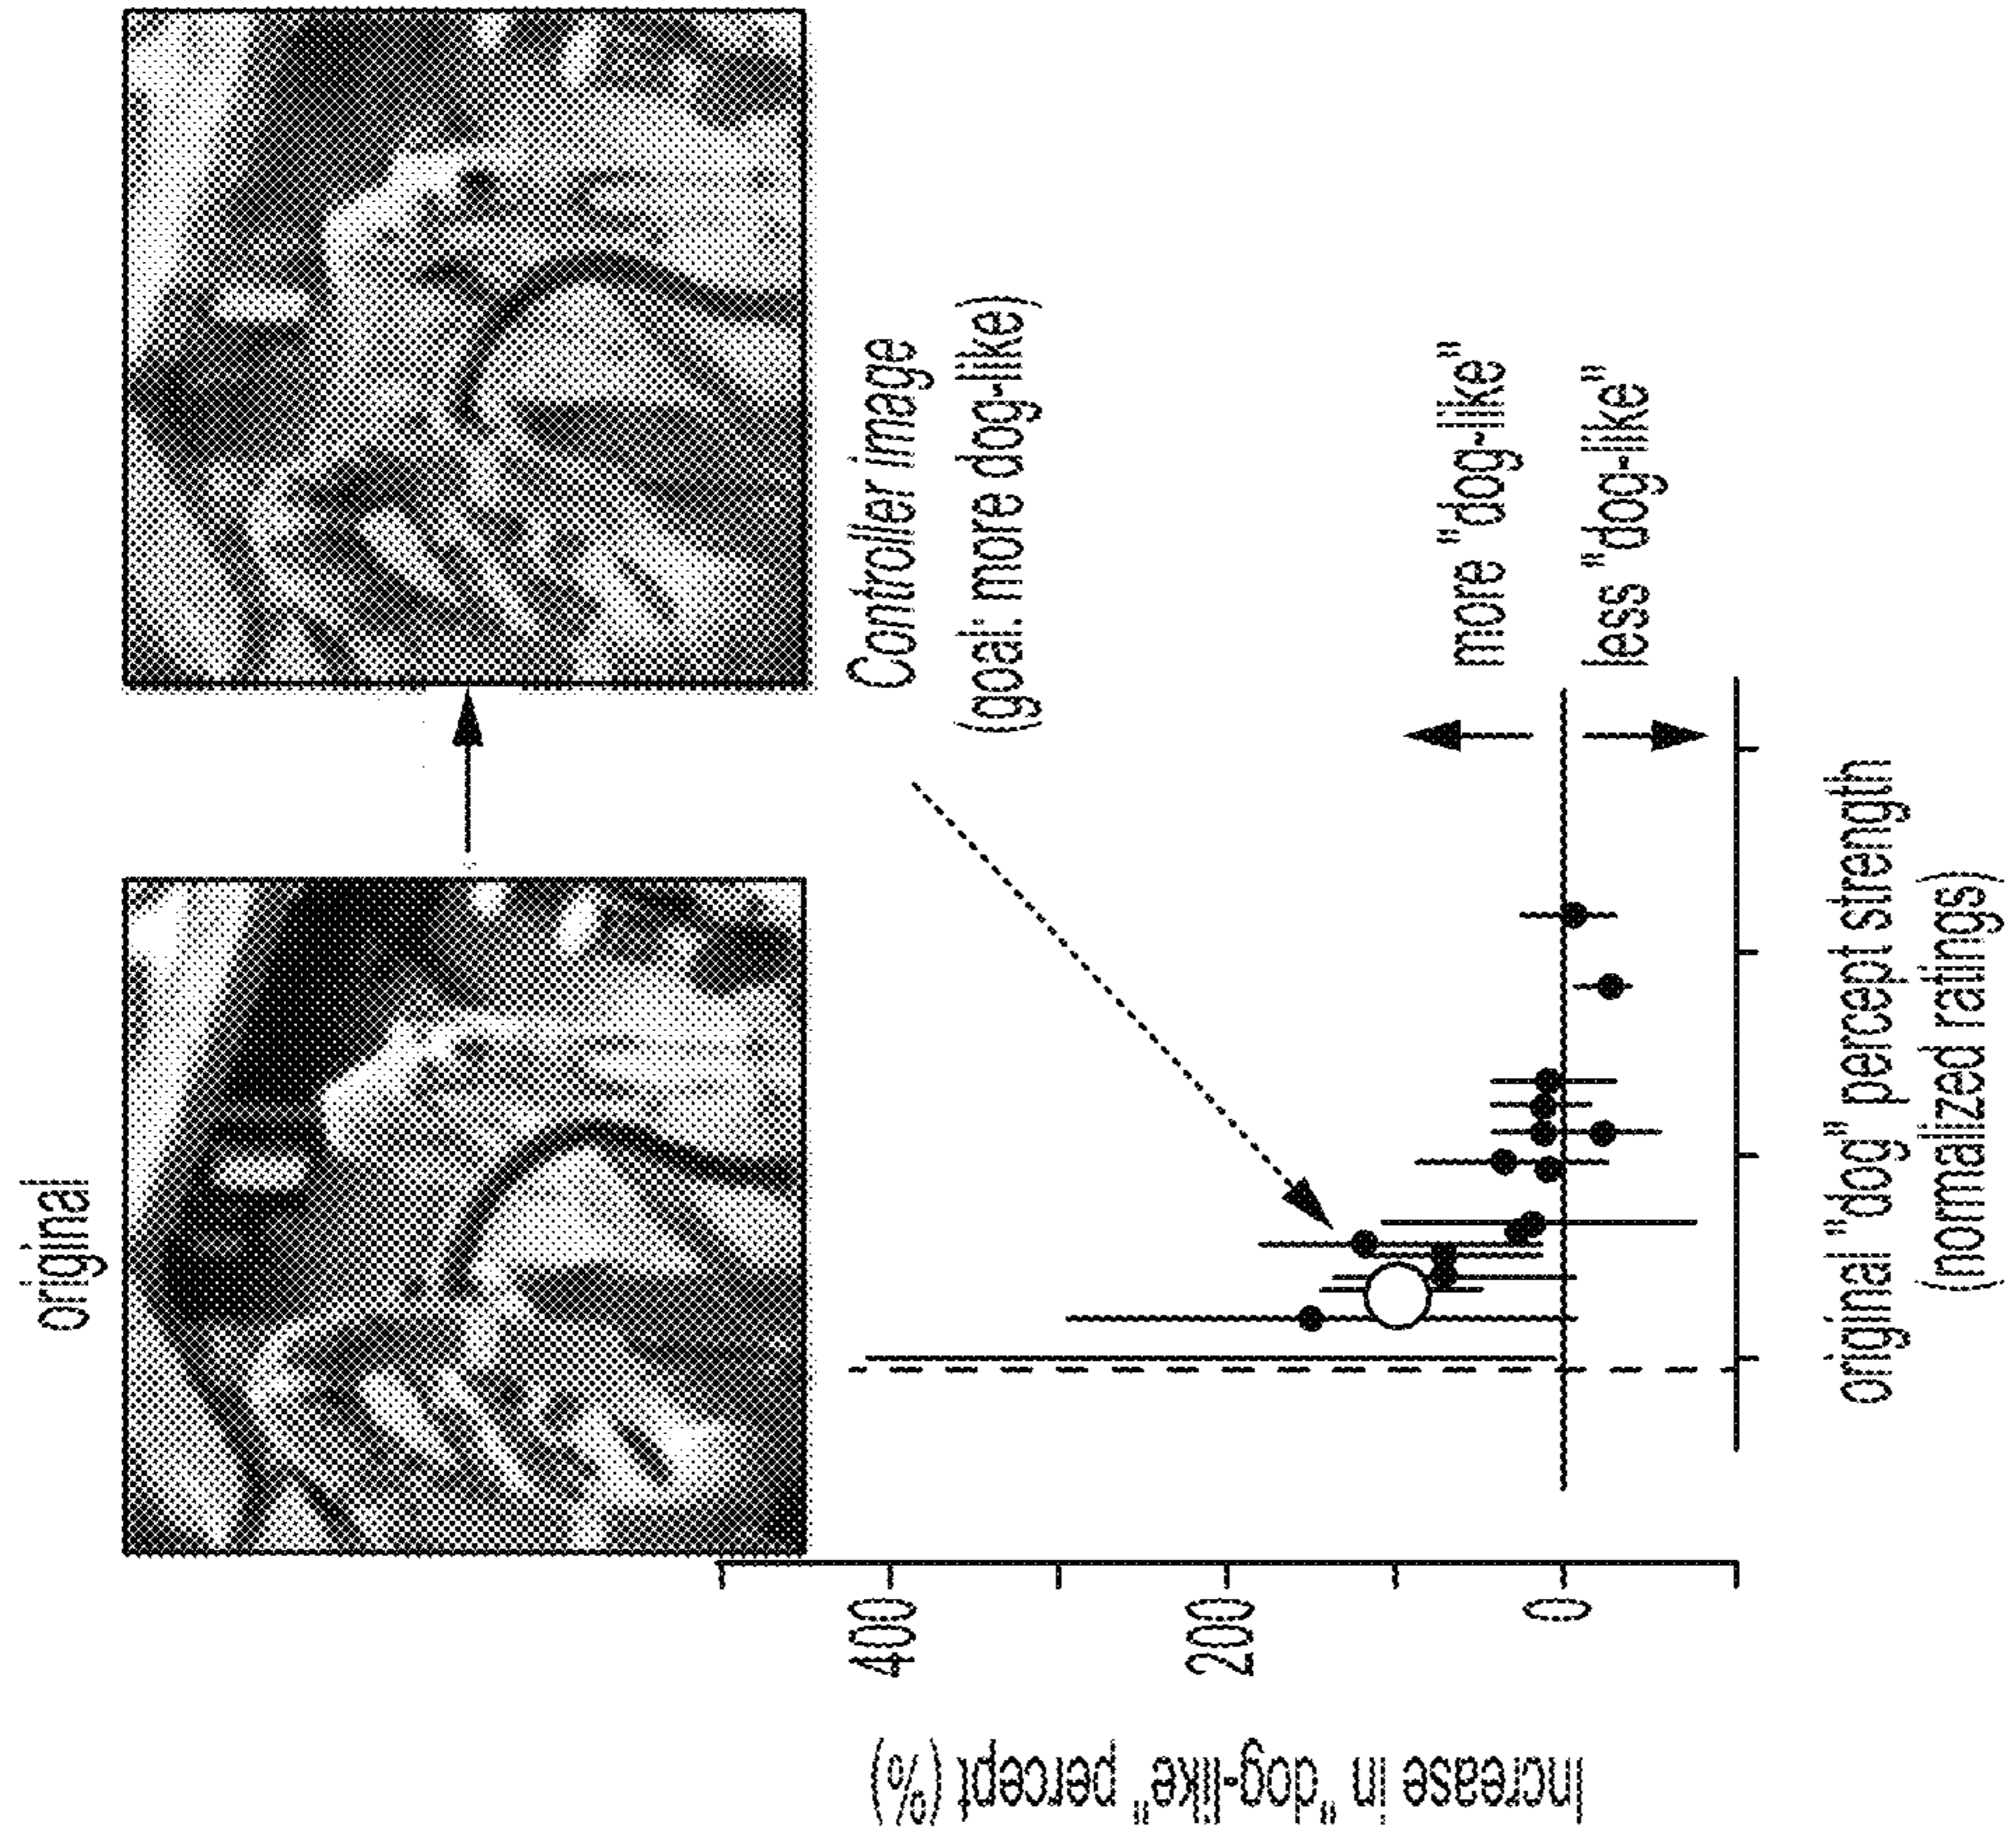 original
Controller image
(goal: more dog-like)
more "dog-like"
less "dog-like"
400
200
0
Increase in "dog-like" percept (%)
original "dog" percept strength
(normalized ratings)